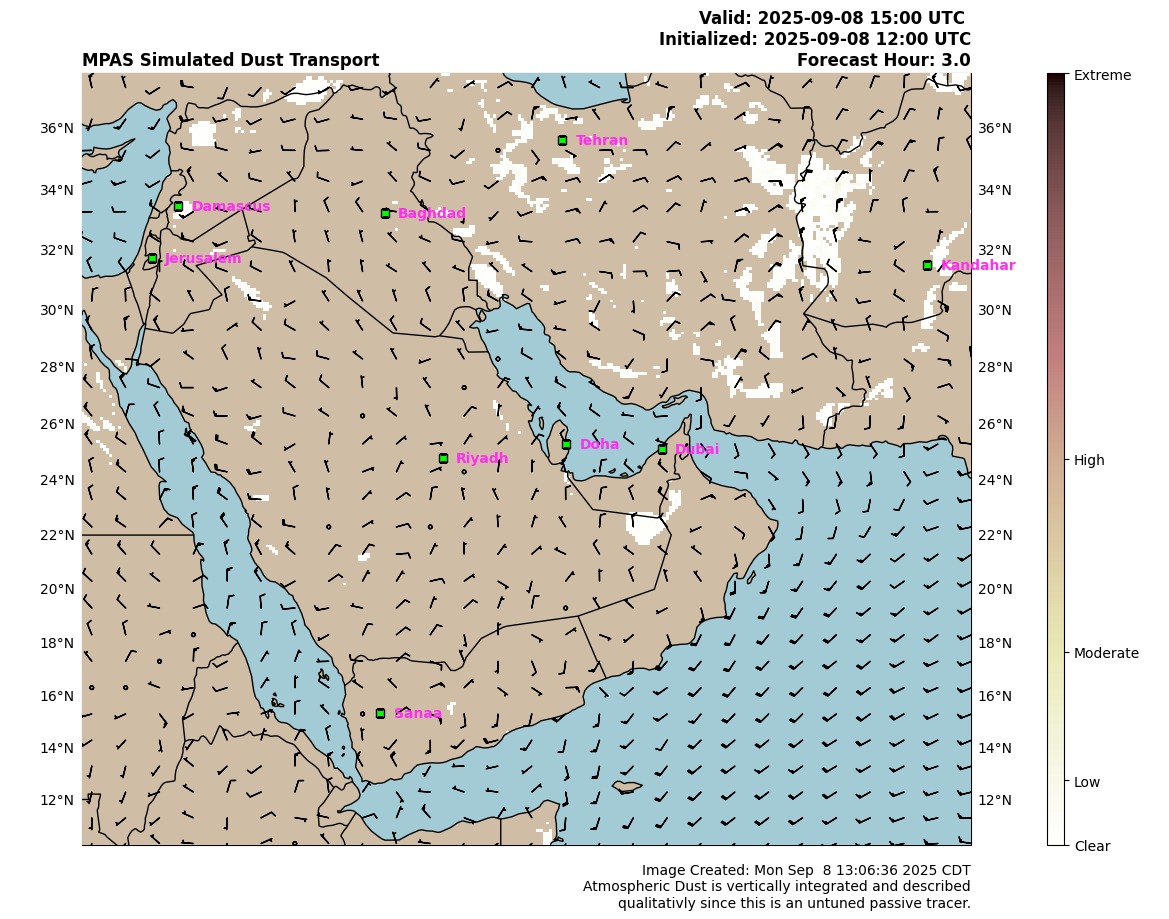 Valid: 2025-09-08 15:00 UTC
Initialized: 2025-09-08 12:00 UTC
MPAS Simulated Dust Transport
Forecast Hour: 3.0
Extreme
36°N
36°N
Tehran
34°N
34°N
Damascus
Baghdad
32°N
32°N
Jerusalem
Kandahar
30°N
30°N
28°N
28°N
26°N
26°N
Doha
Dubai
Riyadh
High
24°N
24°N
22°N
22°N
20°N
20°N
18°N
18°N
Moderate
16°N
16°N
Sanaa
14°N
14°N
Low
12°N
12°N
Clear
Image Created: Mon Sep  8 13:06:36 2025 CDT
Atmospheric Dust is vertically integrated and described
qualitativly since this is an untuned passive tracer.